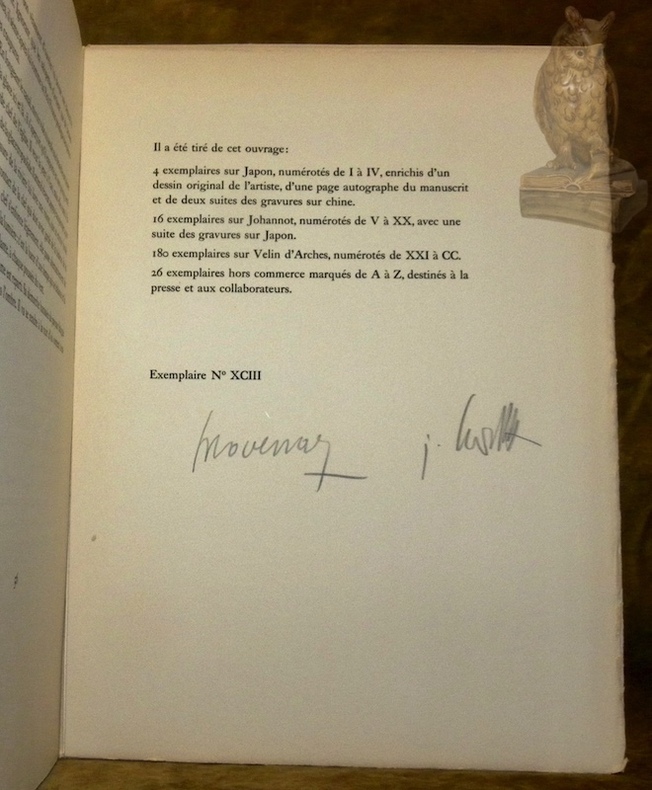 Il a été tiré de cet ouvrage:
4 exemplaires sur Japon, numérotés de I à IV, enrichis d'un
dessin original de l'artiste, d'une page autographe du manuscrit
et de deux suites des gravures sur chine.
16 exemplaires sur Johannot, numérotés de V à XX, avec une
suite des gravures sur Japon.
180 exemplaires sur Velin d'Arches, numérotés de XXI à CC.
26 exemplaires hors commerce marqués de A à Z, destinés à la
presse et aux collaborateurs.
Exemplaire Nº XCIII